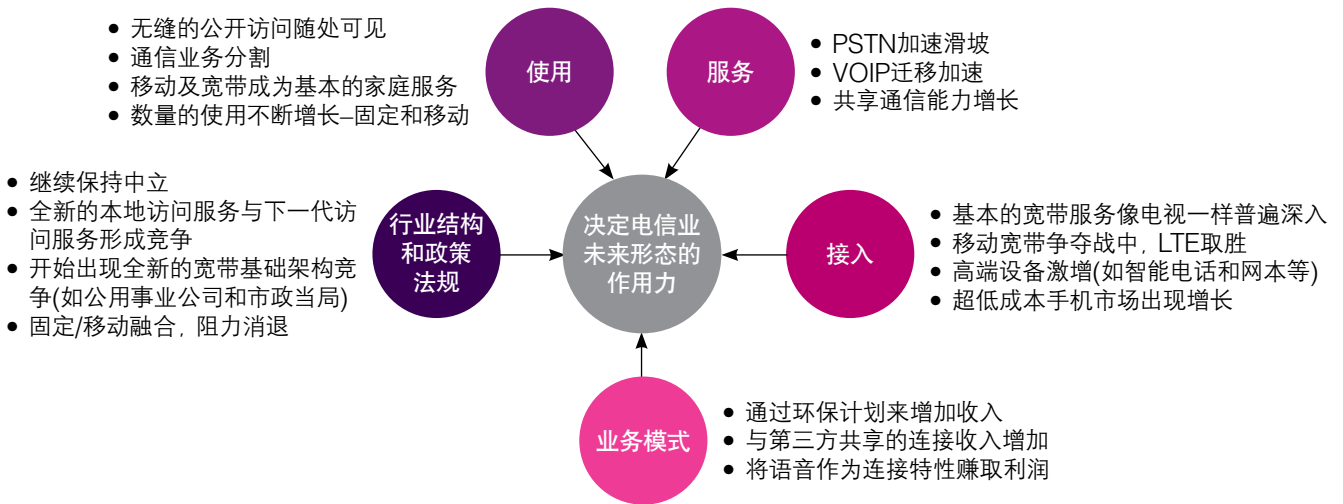 • 无缝的公开访问随处可见
• 通信业务分割
• 移动及宽带成为基本的家庭服务
• 数量的使用不断增长–固定和移动
使用
服务
• PSTN加速滑坡
• VOIP迁移加速
• 共享通信能力增长
• 继续保持中立
• 全新的本地访问服务与下一代访
问服务形成竞争
• 开始出现全新的宽带基础架构竞
争(如公用事业公司和市政当局)
• 固定/移动融合, 阻力消退
行业结构
和政策
法规
决定电信业
未来形态的
作用力
接入
• 基本的宽带服务像电视一样普遍深入
• 移动宽带争夺战中, LTE取胜
• 高端设备激增(如智能电话和网本等)
• 超低成本手机市场出现增长
业务模式
• 通过环保计划来增加收入
• 与第三方共享的连接收入增加
• 将语音作为连接特性赚取利润